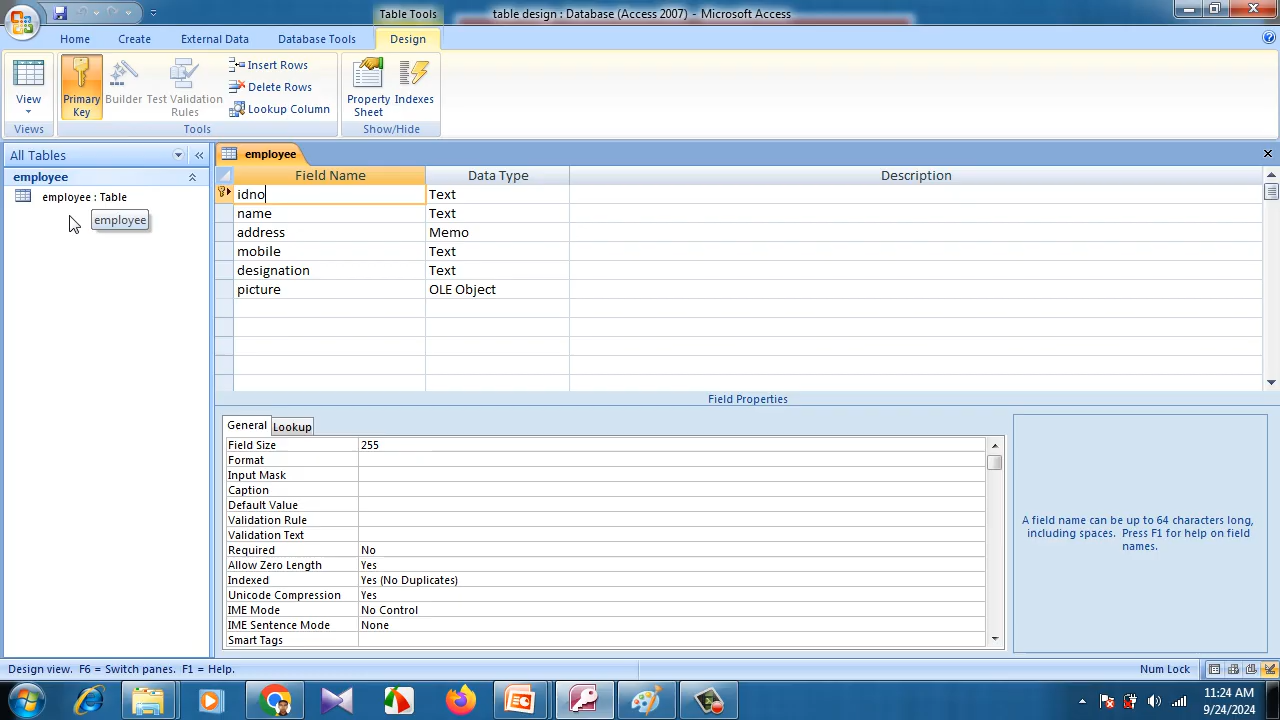 Table Tools
table design : Database (Access 2007) - Microsoft Access
Home
Create
External Data
Database Tools
Design
View
Primary
Key
Builder
Test Validation
Rules
Insert Rows
Delete Rows
Lookup Column
Property
Sheet
Indexes
Views
Tools
Show/Hide
All Tables
employee
employee : Table
employee
employee
Field Name
Data Type
Description
idno
Text
name
Text
address
Memo
mobile
Text
designation
Text
picture
OLE Object
Field Properties
General
Lookup
Field Size
255
Format
Input Mask
Caption
Default Value
Validation Rule
Validation Text
Required
No
Allow Zero Length
Yes
Indexed
Yes (No Duplicates)
Unicode Compression
Yes
IME Mode
No Control
IME Sentence Mode
None
Smart Tags
A field name can be up to 64 characters long,
including spaces. Press F1 for help on field
names.
Design view. F6 = Switch panes. F1 = Help.
Num Lock
11:24 AM
9/24/2024